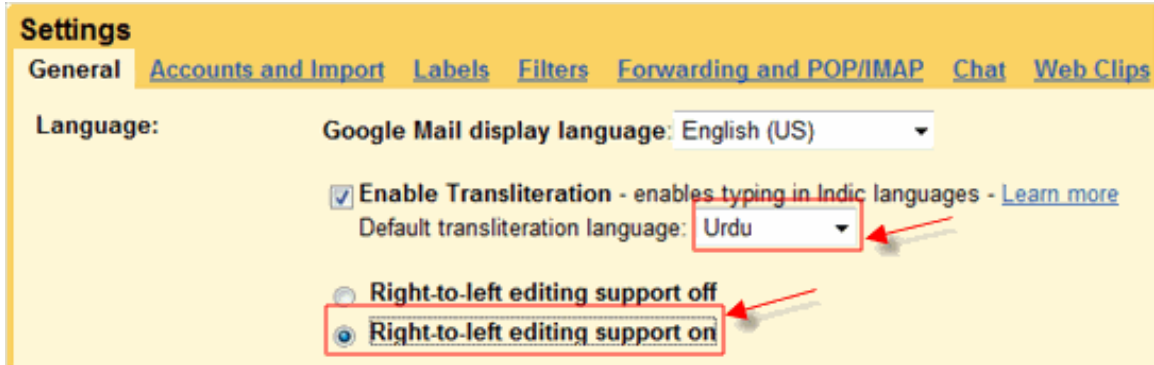 Settings
General Accounts and Import Labels Filters Forwarding and POP/IMAP Chat Web Clips
Language: Google Mail display language: English (US)
Enable Transliteration - enables typing in Indic languages - Learn more
Default transliteration language: Urdu
Right-to-left editing support off
Right-to-left editing support on